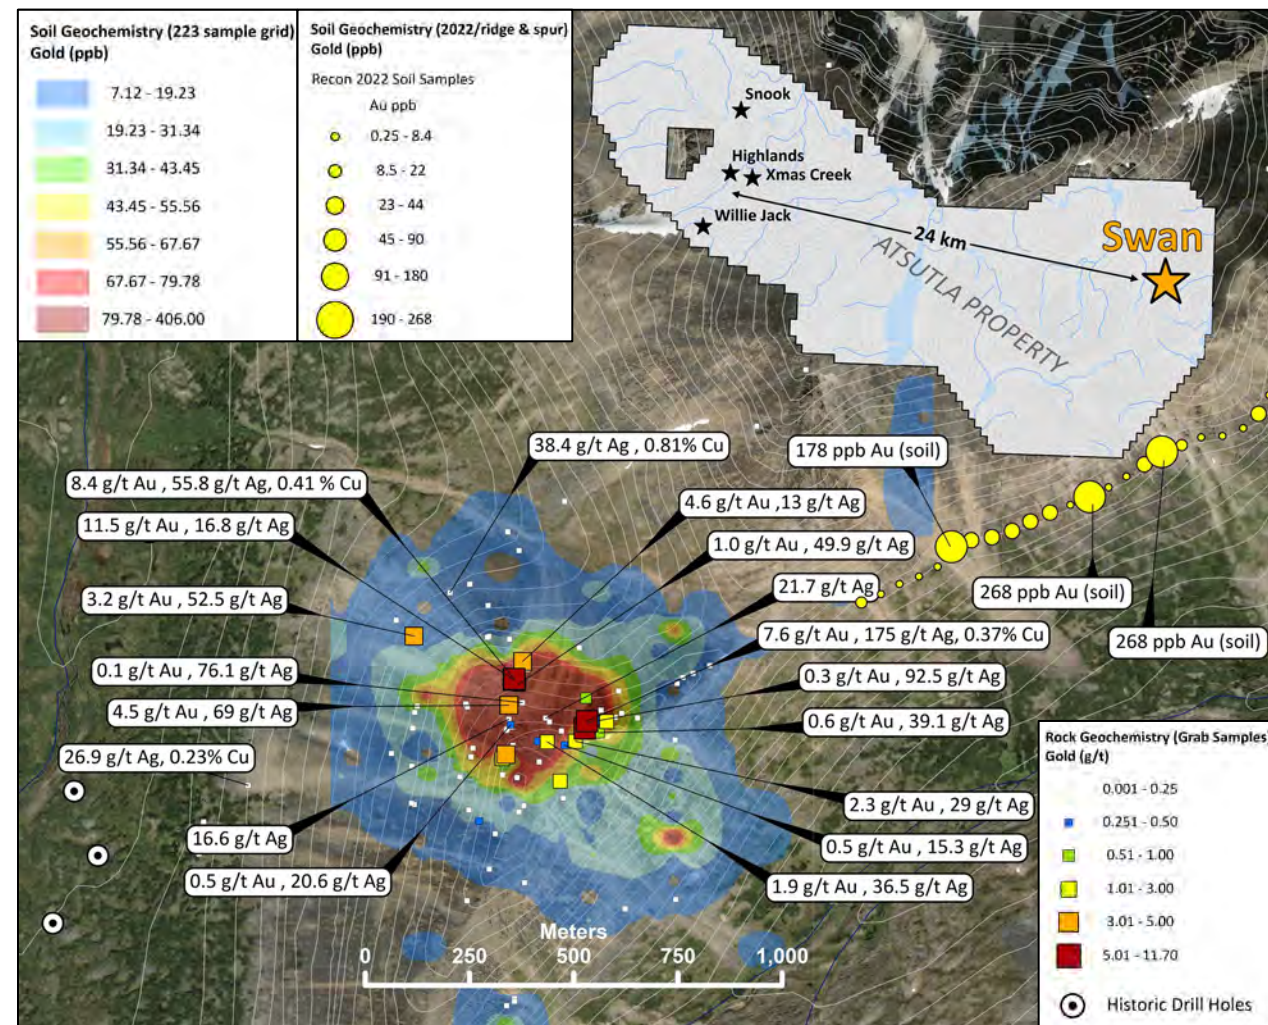 Soil Geochemistry (223 sample grid)
Gold (ppb)
7.12 - 19.23
19.23 - 31.34
31.34 - 43.45
43.45 - 55.56
55.56 - 67.67
67.67 - 79.78
79.78 - 406.00
Soil Geochemistry (2022/ridge & spur)
Gold (ppb)
Recon 2022 Soil Samples
Au ppb
0.25 - 8.4
8.5 - 22
23 - 44
45 - 90
91 - 180
190 - 268
Snook
Highlands
Xmas Creek
Willie Jack
24 km
Swan
ATSUTLA PROPERTY
38.4 g/t Ag , 0.81% Cu
178 ppb Au (soil)
8.4 g/t Au , 55.8 g/t Ag, 0.41 % Cu
4.6 g/t Au ,13 g/t Ag
11.5 g/t Au , 16.8 g/t Ag
1.0 g/t Au , 49.9 g/t Ag
21.7 g/t Ag
3.2 g/t Au , 52.5 g/t Ag
268 ppb Au (soil)
7.6 g/t Au , 175 g/t Ag, 0.37% Cu
268 ppb Au (soil)
0.1 g/t Au , 76.1 g/t Ag
0.3 g/t Au , 92.5 g/t Ag
4.5 g/t Au , 69 g/t Ag
0.6 g/t Au , 39.1 g/t Ag
26.9 g/t Ag, 0.23% Cu
2.3 g/t Au , 29 g/t Ag
16.6 g/t Ag
0.5 g/t Au , 15.3 g/t Ag
0.5 g/t Au , 20.6 g/t Ag
1.9 g/t Au , 36.5 g/t Ag
Meters
0 250 500 750 1,000
Rock Geochemistry (Grab Samples)
Gold (g/t)
0.001 - 0.25
0.251 - 0.50
0.51 - 1.00
1.01 - 3.00
3.01 - 5.00
5.01 - 11.70
Historic Drill Holes